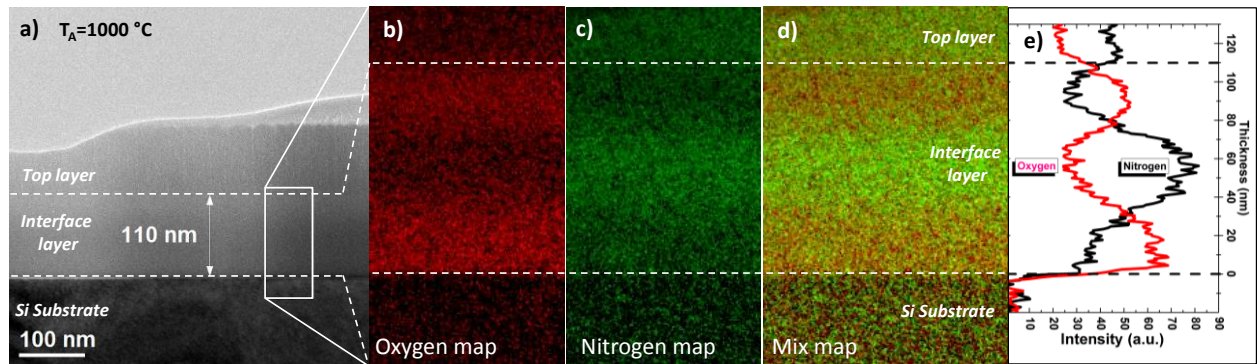 a) T_A=1000 °C
Top layer
Interface
layer
110 nm
Si Substrate
100 nm
b)
Oxygen map
c)
Nitrogen map
d)
Top layer
Interface
layer
Si Substrate
Mix map
e)
Oxygen
Nitrogen
120
100
80
60
40
20
0
Thickness (nm)
10 20 30 40 50 60 70 80 90
Intensity (a.u.)